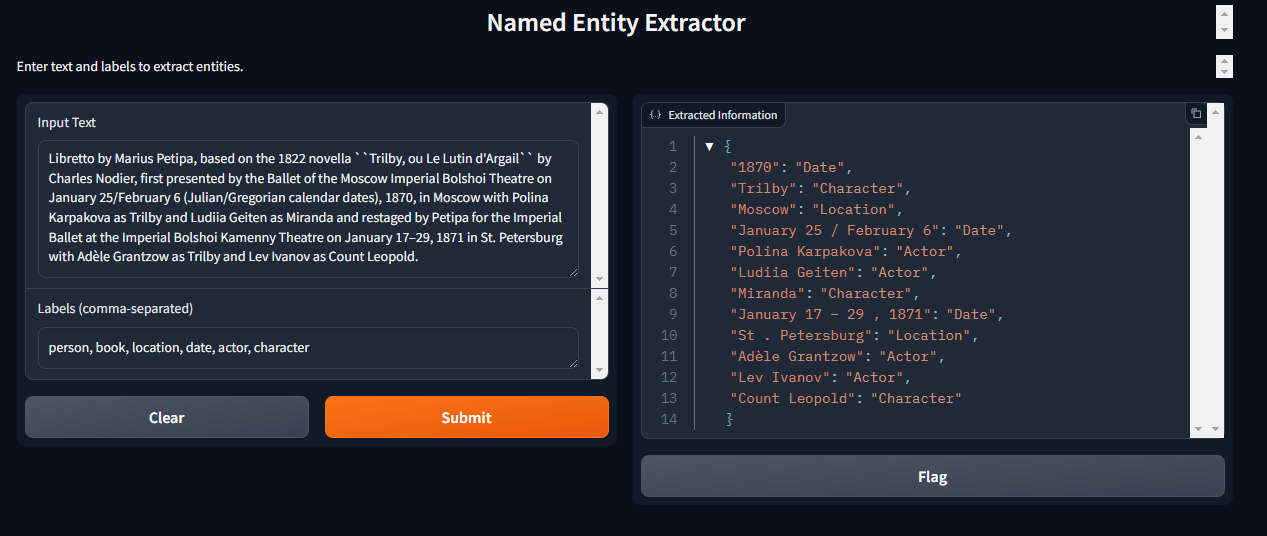 Named Entity Extractor
Enter text and labels to extract entities.
Input Text
Libretto by Marius Petipa, based on the 1822 novella ``Trilby, ou Le Lutin d'Argail`` by
Charles Nodier, first presented by the Ballet of the Moscow Imperial Bolshoi Theatre on
January 25/February 6 (Julian/Gregorian calendar dates), 1870, in Moscow with Polina
Karpakova as Trilby and Ludiia Geiten as Miranda and restaged by Petipa for the Imperial
Ballet at the Imperial Bolshoi Kamenny Theatre on January 17–29, 1871 in St. Petersburg
with Adèle Grantzow as Trilby and Lev Ivanov as Count Leopold.
Labels (comma-separated)
person, book, location, date, actor, character
Clear
Submit
{..} Extracted Information
1 ▼ {
2 "1870": "Date",
3 "Trilby": "Character",
4 "Moscow": "Location",
5 "January 25 / February 6": "Date",
6 "Polina Karpakova": "Actor",
7 "Ludiia Geiten": "Actor",
8 "Miranda": "Character",
9 "January 17 – 29 , 1871": "Date",
10 "St . Petersburg": "Location",
11 "Adèle Grantzow": "Actor",
12 "Lev Ivanov": "Actor",
13 "Count Leopold": "Character"
14 }
Flag